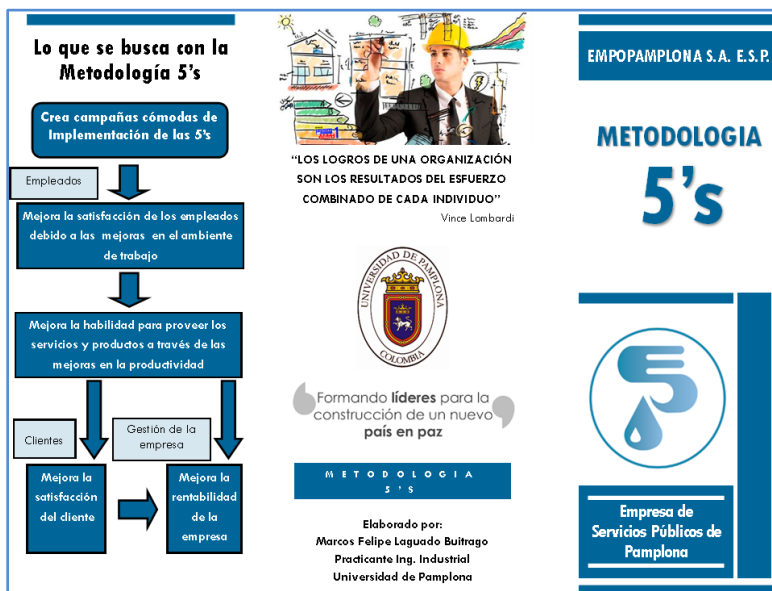 Lo que se busca con la
Metodología 5's
Crea campañas cómodas de
Implementación de las 5's
Empleados
Mejora la satisfacción de los empleados
debido a las mejoras en el ambiente
de trabajo
Mejora la habilidad para proveer los
servicios y productos a través de las
mejoras en la productividad
Clientes
Gestión de la
empresa
Mejora la
satisfacción
del cliente
Mejora la
rentabilidad
de la
empresa
“LOS LOGROS DE UNA ORGANIZACIÓN
SON LOS RESULTADOS DEL ESFUERZO
COMBINADO DE CADA INDIVIDUO”
Vince Lombardi
UNIVERSIDAD DE PAMPLONA
COLOMBIA
Formando líderes para la
construcción de un nuevo
país en paz
METODOLOGIA
5'S
Elaborado por:
Marcos Felipe Laguado Buitrago
Practicante Ing. Industrial
Universidad de Pamplona
EMPOPAMPLONA S.A. E.S.P.
METODOLOGIA
5's
Empresa de
Servicios Públicos de
Pamplona